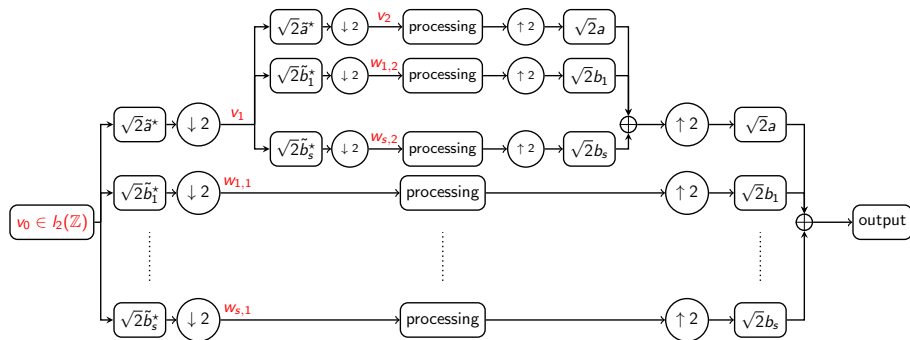 √2ã⋆ ↓2 v₂ processing ↑2 √2a
√2b̃₁⋆ ↓2 w₁,₂ processing ↑2 √2b₁
√2ã⋆ ↓2 v₁ ↑2 √2a
√2b̃ₛ⋆ ↓2 wₛ,₂ processing ↑2 √2bₛ
√2b̃₁⋆ ↓2 w₁,₁ processing ↑2 √2b₁
v₀ ∈ l₂(ℤ) output
√2b̃ₛ⋆ ↓2 wₛ,₁ processing ↑2 √2bₛ